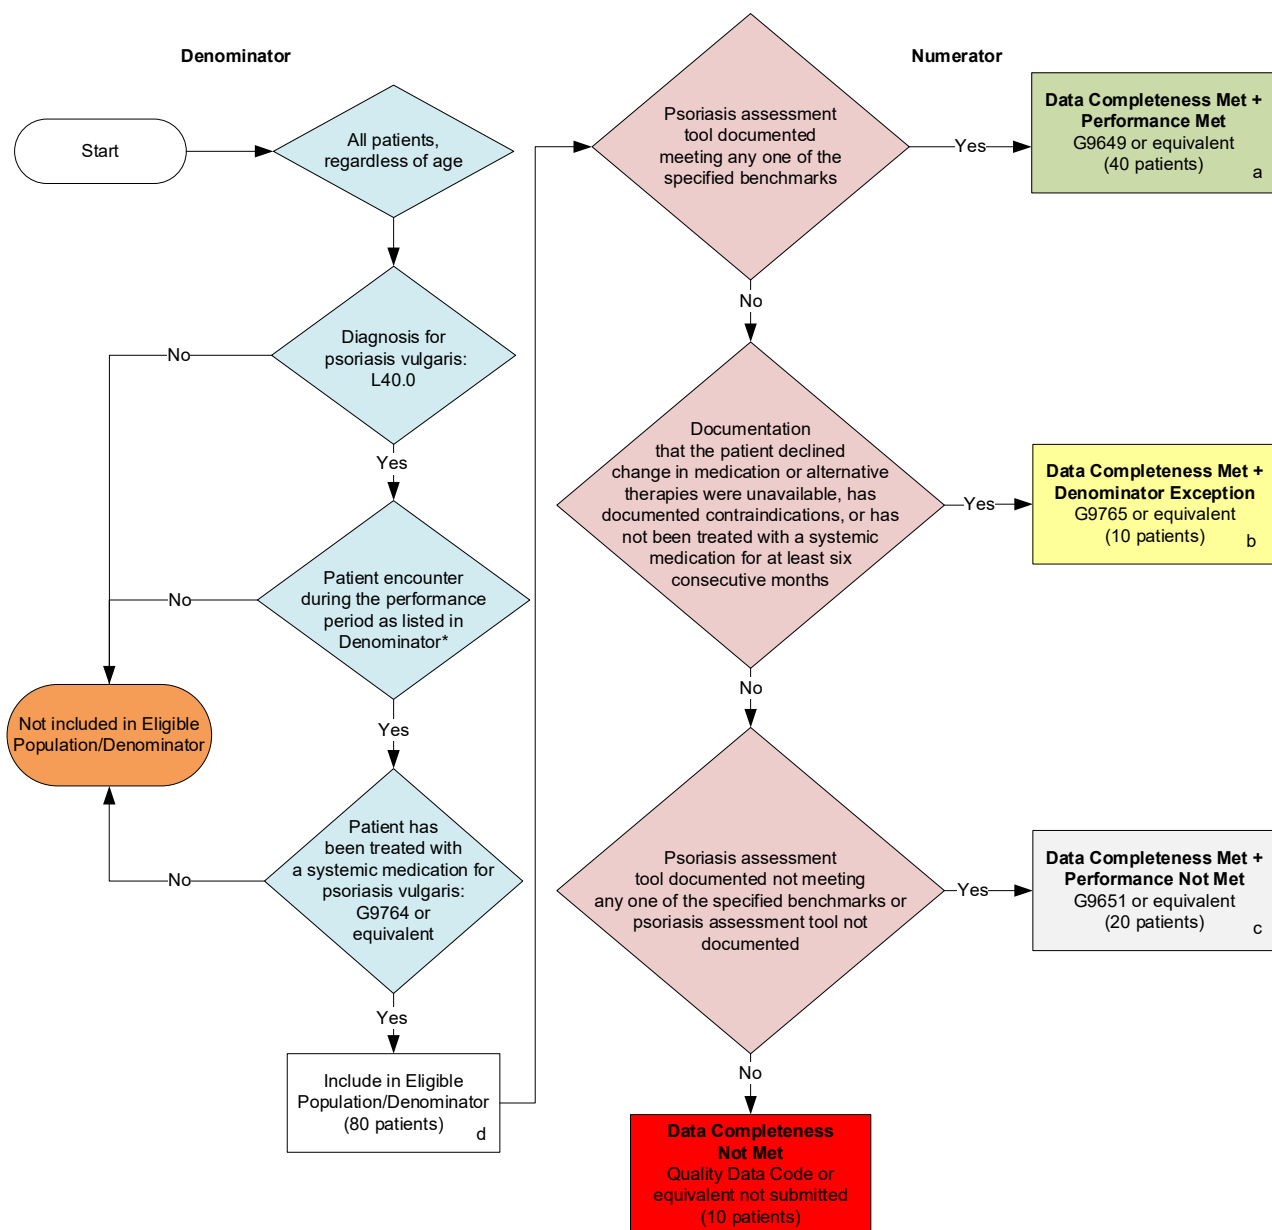 Denominator
Start
All patients,
regardless of age
Diagnosis for
psoriasis vulgaris:
L40.0
No
Yes
Patient encounter
during the performance
period as listed in
Denominator*
No
Yes
Not included in Eligible
Population/Denominator
Patient has
been treated with
a systemic medication for
psoriasis vulgaris:
G9764 or
equivalent
No
Yes
Include in Eligible
Population/Denominator
(80 patients)
d
Numerator
Psoriasis assessment
tool documented
meeting any one of the
specified benchmarks
Yes
Data Completeness Met +
Performance Met
G9649 or equivalent
(40 patients)
a
No
Documentation
that the patient declined
change in medication or alternative
therapies were unavailable, has
documented contraindications, or has
not been treated with a systemic
medication for at least six
consecutive months
Yes
Data Completeness Met +
Denominator Exception
G9765 or equivalent
(10 patients)
b
No
Psoriasis assessment
tool documented not meeting
any one of the specified benchmarks or
psoriasis assessment tool not
documented
Yes
Data Completeness Met +
Performance Not Met
G9651 or equivalent
(20 patients)
c
No
Data Completeness
Not Met
Quality Data Code or
equivalent not submitted
(10 patients)